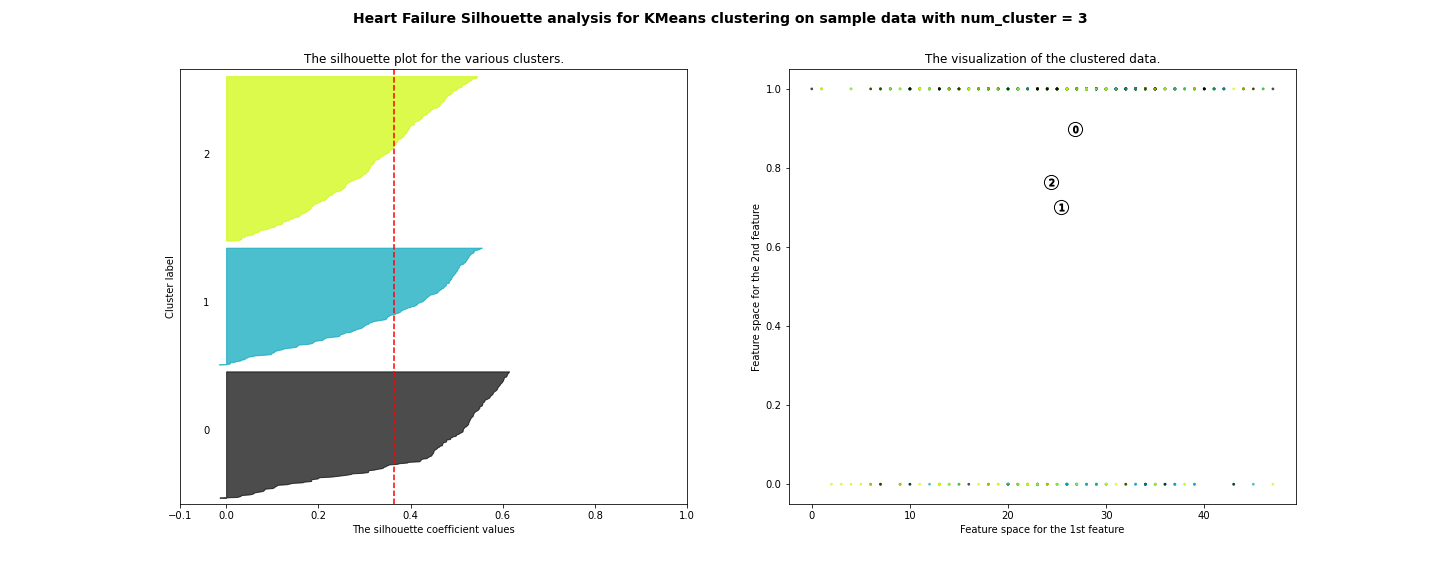 Heart Failure Silhouette analysis for KMeans clustering on sample data with num_cluster = 3
The silhouette plot for the various clusters.
Cluster label
2
1
0
−0.1 0.0 0.2 0.4 0.6 0.8 1.0
The silhouette coefficient values
The visualization of the clustered data.
Feature space for the 2nd feature
1.0
0.8
0.6
0.4
0.2
0.0
0
2
1
0 10 20 30 40
Feature space for the 1st feature